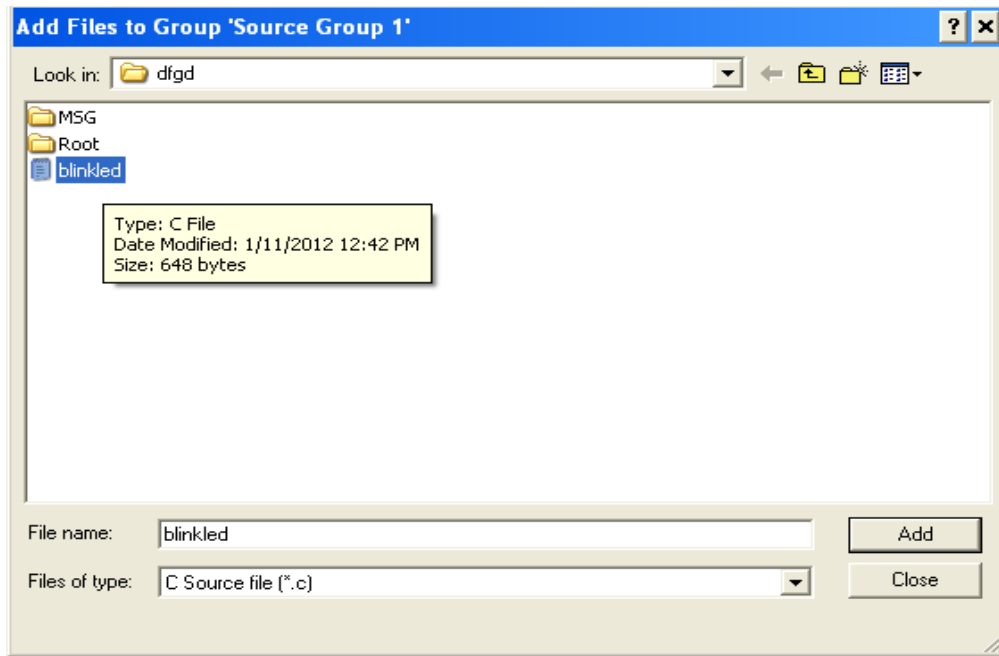 Add Files to Group 'Source Group 1'
Look in: dfgd
MSG
Root
blinkled
Type: C File
Date Modified: 1/11/2012 12:42 PM
Size: 648 bytes
File name: blinkled Add
Files of type: C Source file (*.c) Close